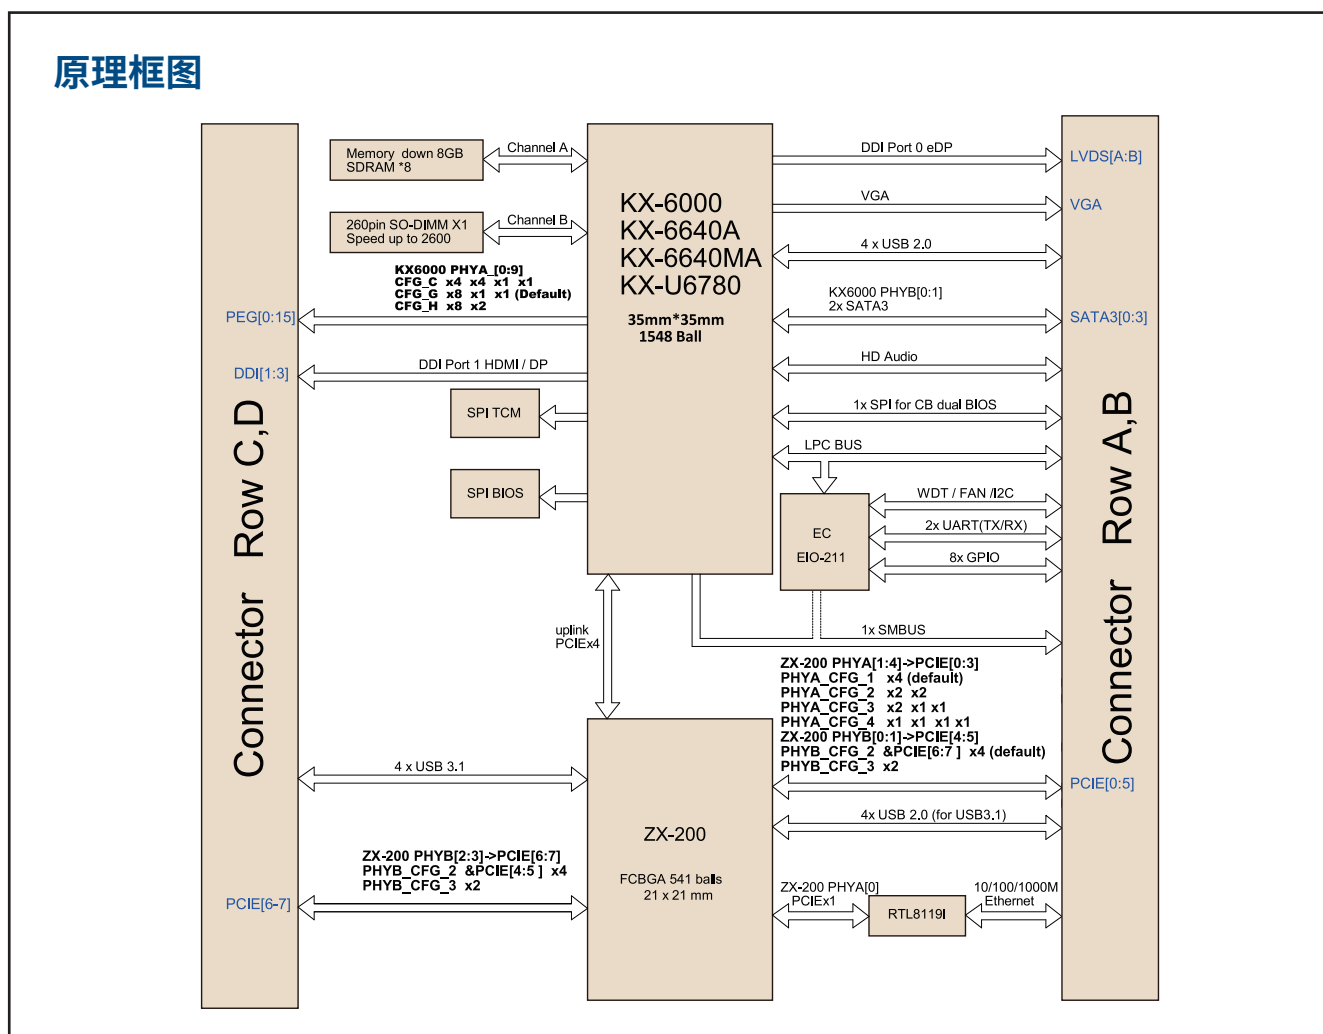 原理框图
Memory down 8GB
SDRAM *8
Channel A
260pin SO-DIMM X1
Speed up to 2600
Channel B
KX6000 PHYA_[0:9]
CFG_C x4 x4 x1 x1
CFG_G x8 x1 x1 (Default)
CFG_H x8 x2
PEG[0:15]
DDI Port 1 HDMI / DP
DDI[1:3]
SPI TCM
SPI BIOS
Connector Row C,D
KX-6000
KX-6640A
KX-6640MA
KX-U6780
35mm*35mm
1548 Ball
DDI Port 0 eDP
LVDS[A:B]
VGA
VGA
4 x USB 2.0
KX6000 PHYB[0:1]
2x SATA3
SATA3[0:3]
HD Audio
1x SPI for CB dual BIOS
LPC BUS
EC
EIO-211
WDT / FAN /I2C
2x UART(TX/RX)
8x GPIO
1x SMBUS
Connector Row A,B
uplink
PCIEx4
ZX-200 PHYA[1:4]->PCIE[0:3]
PHYA_CFG_1 x4 (default)
PHYA_CFG_2 x2 x2
PHYA_CFG_3 x2 x1 x1
PHYA_CFG_4 x1 x1 x1 x1
ZX-200 PHYB[0:1]->PCIE[4:5]
PHYB_CFG_2 &PCIE[6:7 ] x4 (default)
PHYB_CFG_3 x2
PCIE[0:5]
4 x USB 3.1
4x USB 2.0 (for USB3.1)
ZX-200
FCBGA 541 balls
21 x 21 mm
ZX-200 PHYB[2:3]->PCIE[6:7]
PHYB_CFG_2 &PCIE[4:5 ] x4
PHYB_CFG_3 x2
PCIE[6-7]
ZX-200 PHYA[0]
PCIEx1
RTL8119I
10/100/1000M
Ethernet